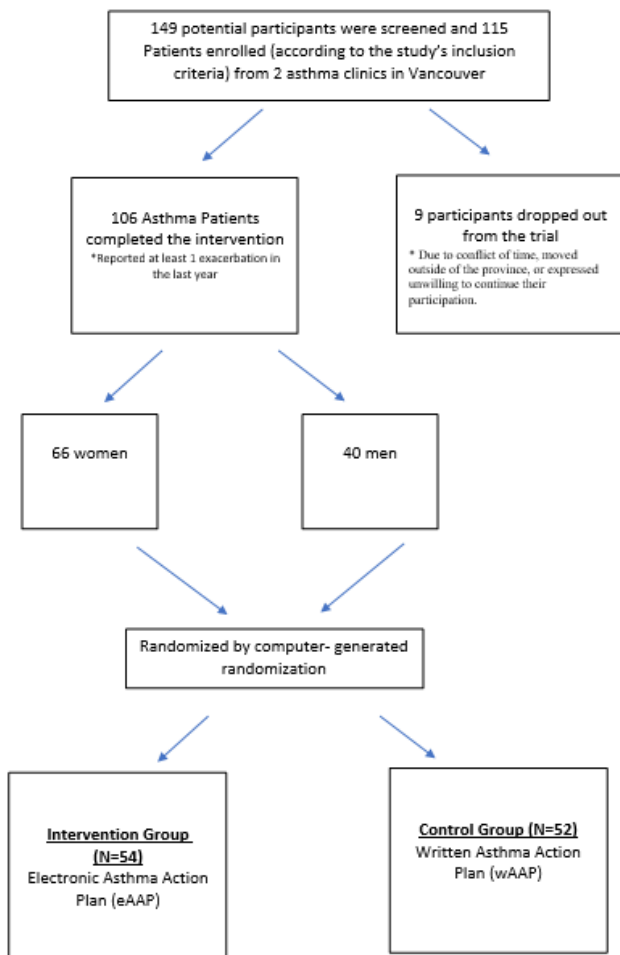 149 potential participants were screened and 115
Patients enrolled (according to the study's inclusion
criteria) from 2 asthma clinics in Vancouver
106 Asthma Patients
completed the intervention
*Reported at least 1 exacerbation in
the last year
9 participants dropped out
from the trial
* Due to conflict of time, moved
outside of the province, or expressed
unwilling to continue their
participation.
66 women
40 men
Randomized by computer- generated
randomization
Intervention Group
(N=54)
Electronic Asthma Action
Plan (eAAP)
Control Group (N=52)
Written Asthma Action
Plan (wAAP)